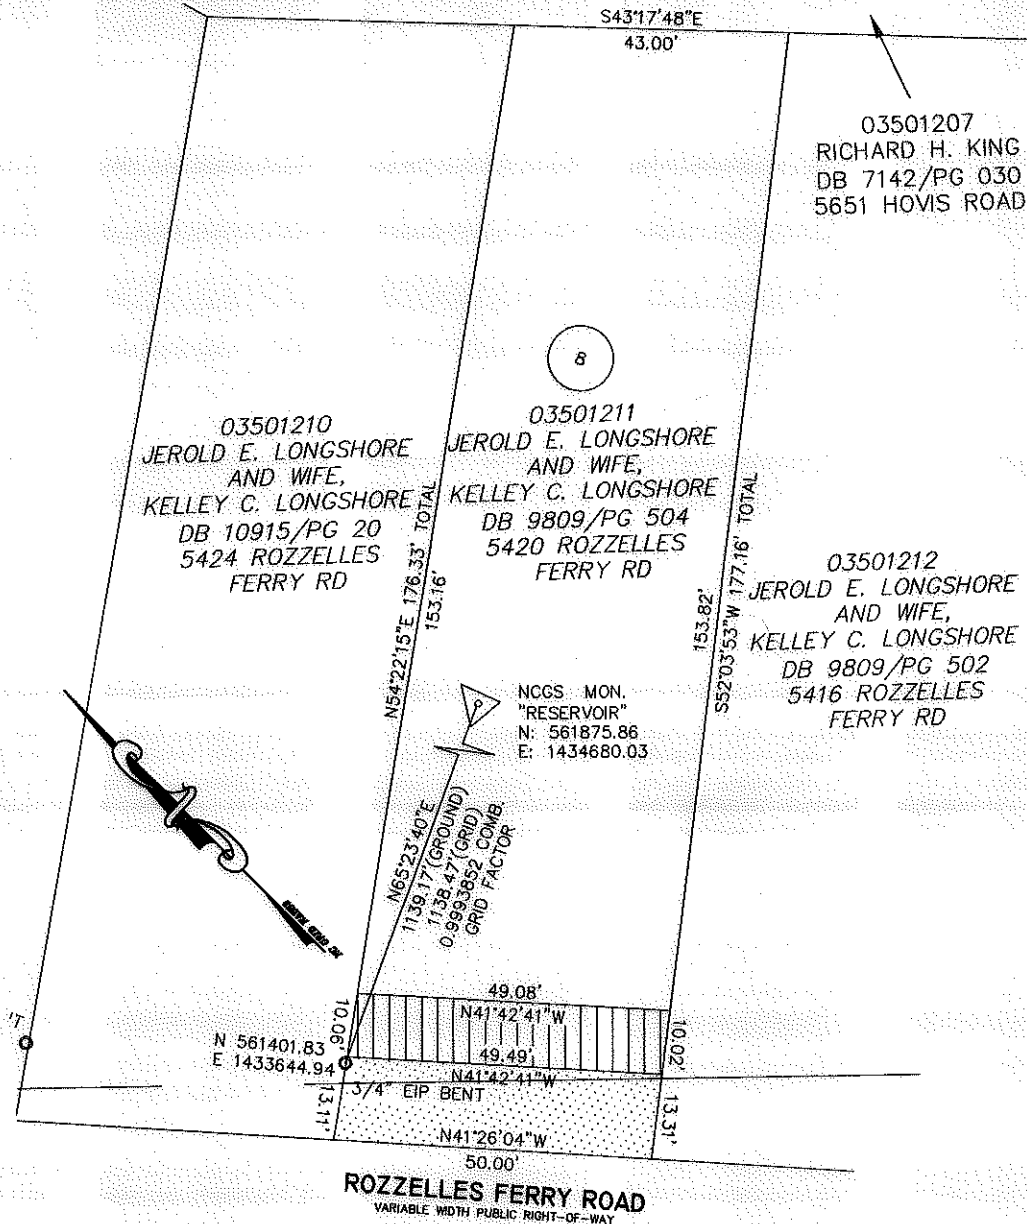 S43°17'48"E
43.00'
03501207
RICHARD H. KING
DB 7142/PG 030
5651 HOVIS ROAD
8
03501210
JEROLD E. LONGSHORE
AND WIFE,
KELLEY C. LONGSHORE
DB 10915/PG 20
5424 ROZZELLES
FERRY RD
N54°22'15"E 176.33' TOTAL
153.16'
03501211
JEROLD E. LONGSHORE
AND WIFE,
KELLEY C. LONGSHORE
DB 9809/PG 504
5420 ROZZELLES
FERRY RD
153.82'
S52°03'53"W 177.16' TOTAL
03501212
JEROLD E. LONGSHORE
AND WIFE,
KELLEY C. LONGSHORE
DB 9809/PG 502
5416 ROZZELLES
FERRY RD
NCGS MON.
"RESERVOIR"
N: 561875.86
E: 1434680.03
N65°23'40"E
1139.17'(GROUND)
1138.47'(GRID)
0.9993852 COMB.
GRID FACTOR
NC GRID
49.08'
N41°42'41"W
10.06'
10.02'
49.49'
N41°42'41"W
N 561401.83
E 1433644.94
'T
3/4" EIP BENT
13.11'
13.31'
N41°26'04"W
50.00'
ROZZELLES FERRY ROAD
VARIABLE WIDTH PUBLIC RIGHT-OF-WAY